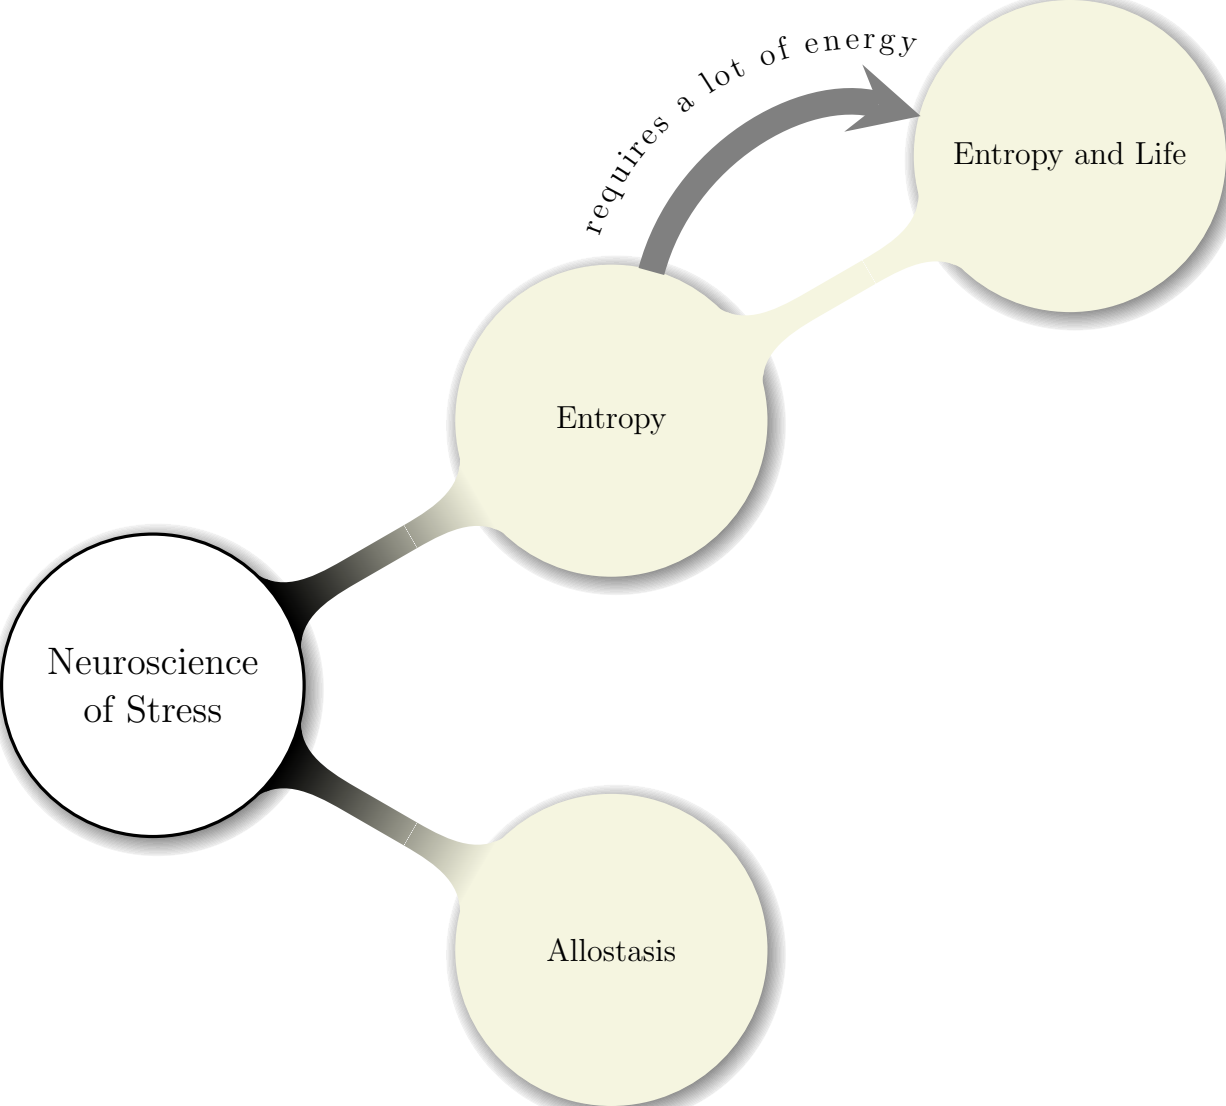 requires a lot of energy
Entropy and Life
Entropy
Neuroscience
of Stress
Allostasis